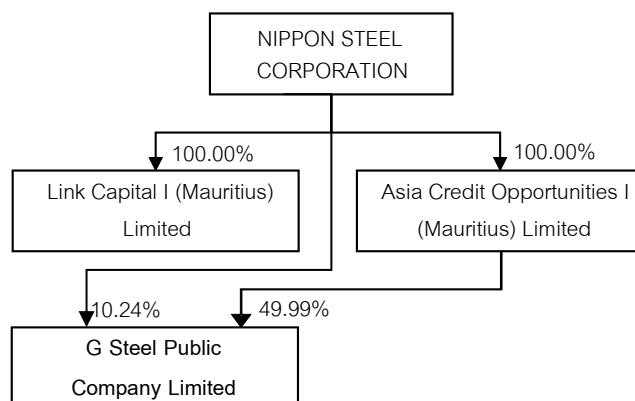 NIPPON STEEL
CORPORATION
100.00%
100.00%
Link Capital I (Mauritius)
Limited
Asia Credit Opportunities I
(Mauritius) Limited
10.24%
49.99%
G Steel Public
Company Limited